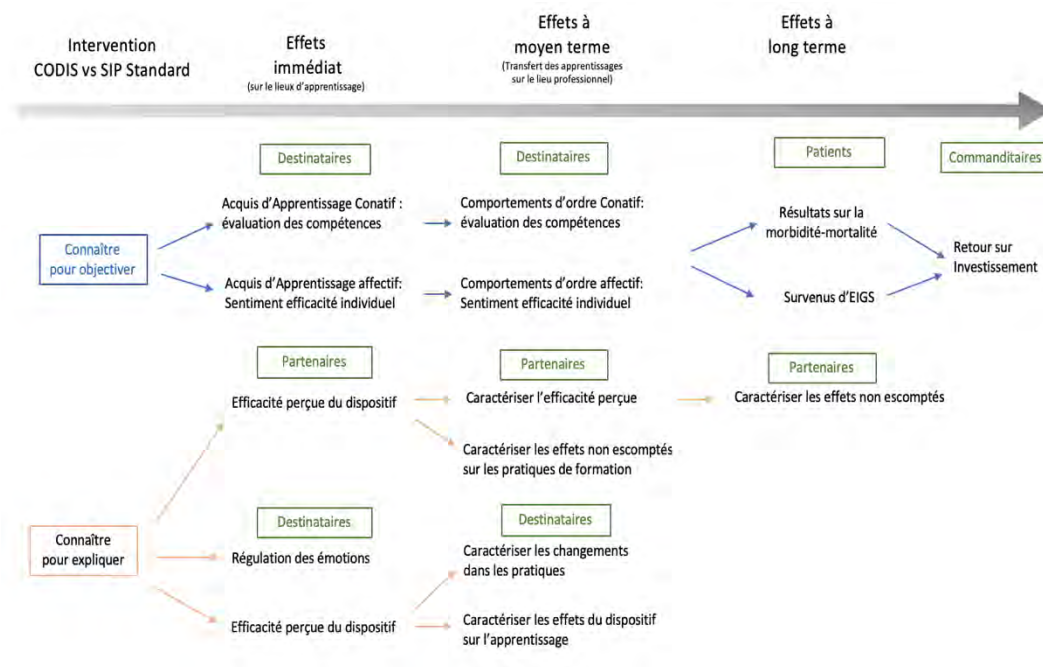 Intervention
CODIS vs SIP Standard
Effets
immédiat
(sur le lieux d'apprentissage)
Effets à
moyen terme
(Transfert des apprentissages
sur le lieu professionnel)
Effets à
long terme
Destinataires
Destinataires
Patients
Commanditaires
Connaître
pour objectiver
Acquis d'Apprentissage Conatif :
évaluation des compétences
Comportements d'ordre Conatif:
évaluation des compétences
Résultats sur la
morbidité-mortalité
Retour sur
Investissement
Acquis d'Apprentissage affectif:
Sentiment efficacité individuel
Comportements d'ordre affectif:
Sentiment efficacité individuel
Survenus d'EIGS
Partenaires
Partenaires
Partenaires
Efficacité perçue du dispositif
Caractériser l'efficacité perçue
Caractériser les effets non escomptés
Caractériser les effets non escomptés
sur les pratiques de formation
Connaître
pour expliquer
Destinataires
Destinataires
Régulation des émotions
Caractériser les changements
dans les pratiques
Efficacité perçue du dispositif
Caractériser les effets du dispositif
sur l'apprentissage